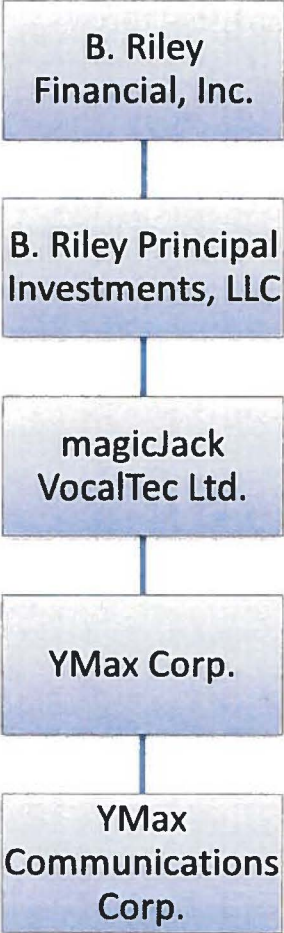 B. Riley
Financial, Inc.
B. Riley Principal
Investments, LLC
magicJack
VocalTec Ltd.
YMax Corp.
YMax
Communications
Corp.